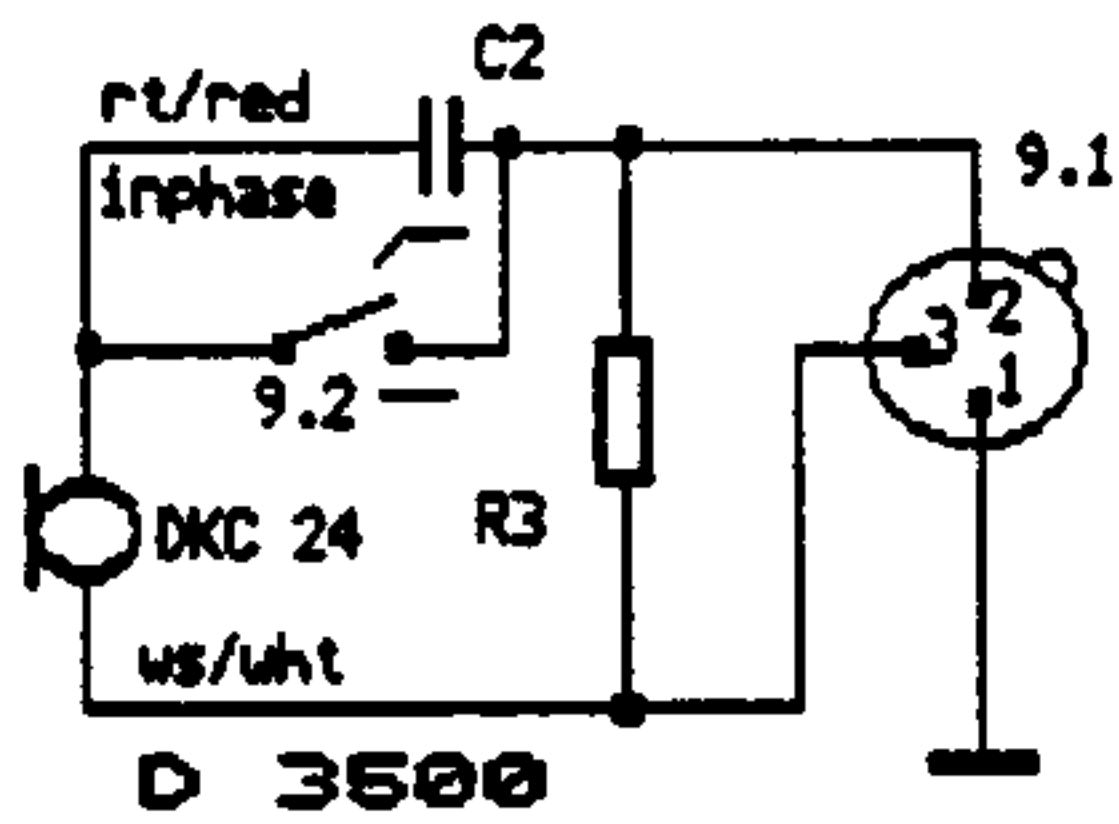 C2
rt/red
inphase
9.1
2
3
1
9.2
DKC 24
R3
ws/wht
D 3500